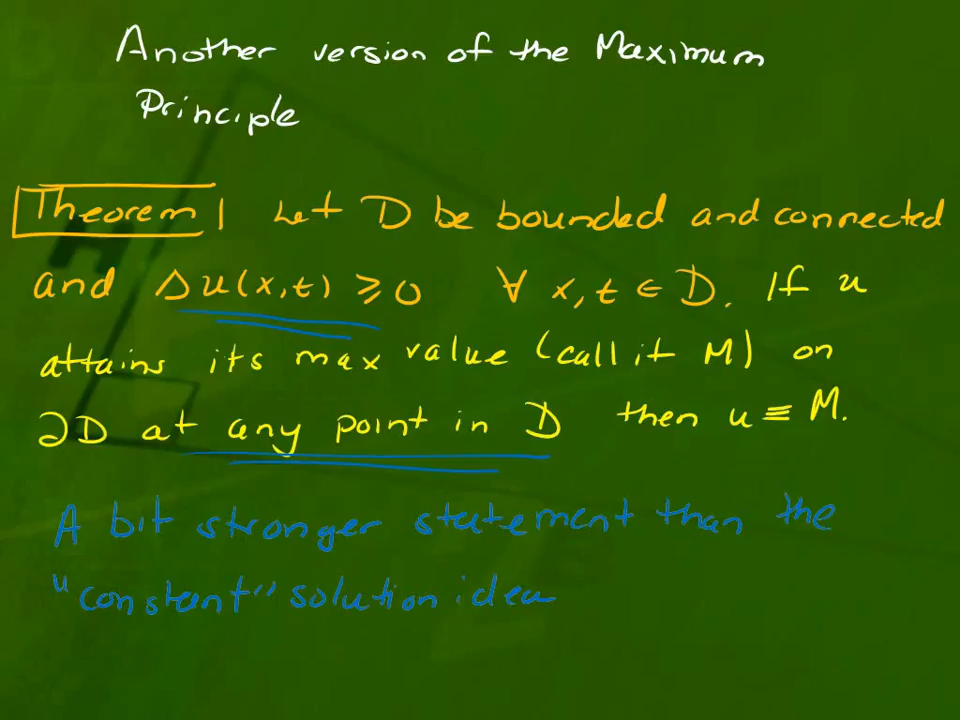 Another version of the Maximum
Principle
Theorem | Let D be bounded and connected
and Δu(x,t) ⩾ 0 ∀ x, t ∈ D. If u
attains its max value (call it M) on
∂D at any point in D then u ≡ M.
A bit stronger statement than the
"constant" solution idea